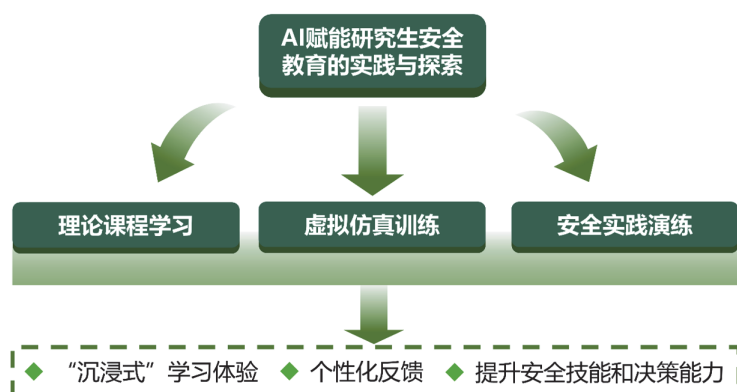 AI赋能研究生安全
教育的实践与探索
理论课程学习
虚拟仿真训练
安全实践演练
“沉浸式”学习体验
个性化反馈
提升安全技能和决策能力